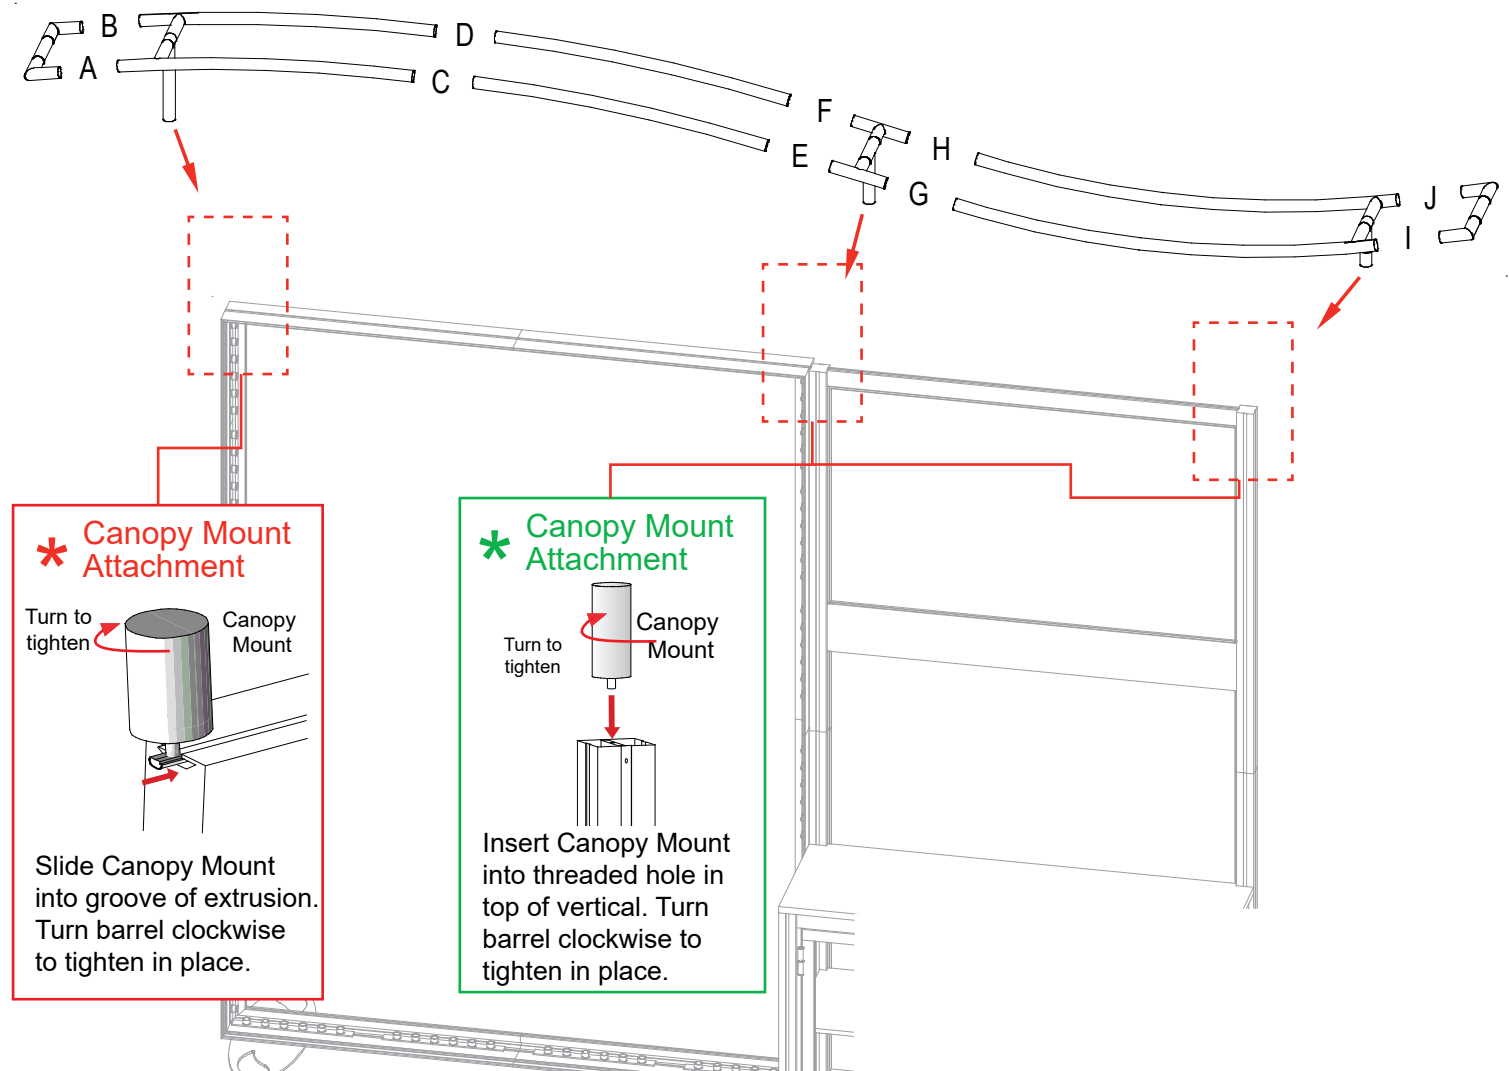 B
D
A
C
F
H
E
G
J
I
* Canopy Mount
Attachment
Turn to
tighten
Canopy
Mount
Slide Canopy Mount
into groove of extrusion.
Turn barrel clockwise
to tighten in place.
* Canopy Mount
Attachment
Turn to
tighten
Canopy
Mount
Insert Canopy Mount
into threaded hole in
top of vertical. Turn
barrel clockwise to
tighten in place.